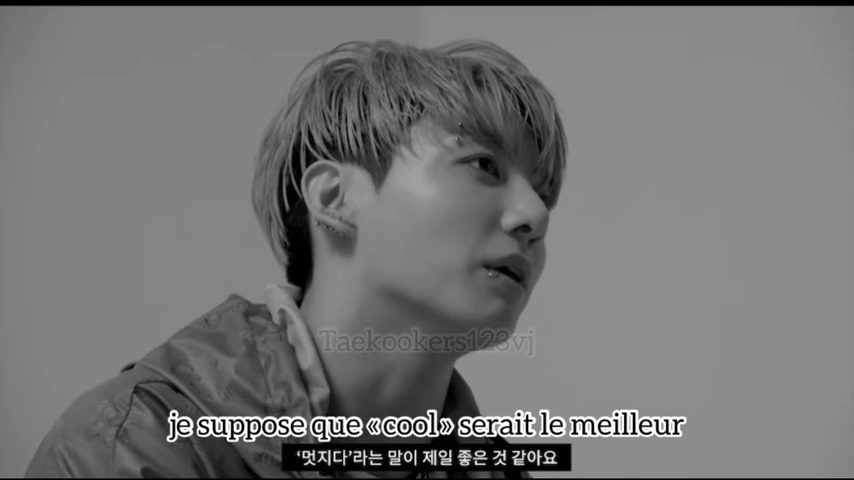 Taekookers123vj
je suppose que « cool » serait le meilleur
‘멋지다’라는 말이 제일 좋은 것 같아요